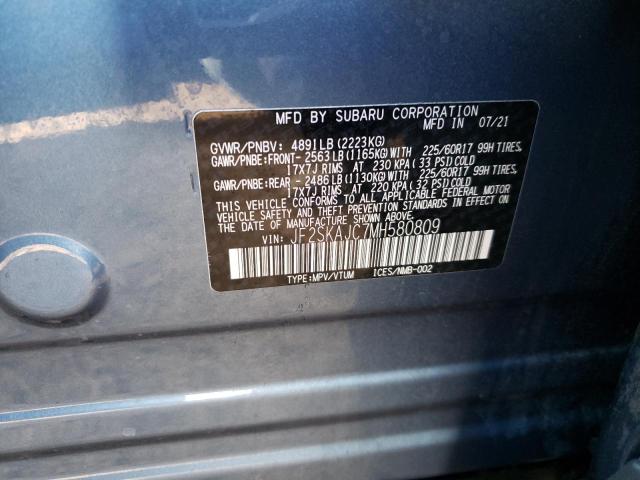 MFD BY SUBARU CORPORATION
MFD IN 07/21
GVWR/PNBV: 4891LB (2223KG)
GAWR/PNBE:FRONT-2563LB(1165KG)WITH 225/60R17 99H TIRES,
17X7J RIMS AT 230 KPA (33 PSI)COLD
GAWR/PNBE:REAR -2486LB(1130KG)WITH 225/60R17 99H TIRES,
17X7J RIMS AT 220 KPA (32 PSI)COLD
THIS VEHICLE CONFORMS TO ALL APPLICABLE FEDERAL MOTOR
VEHICLE SAFETY AND THEFT PREVENTION STANDARDS IN EFFECT ON
THE DATE OF MANUFACTURE SHOWN ABOVE.
VIN: JF2SKAJC7MH580809
TYPE:MPV/VTUM ICES/NMB-002